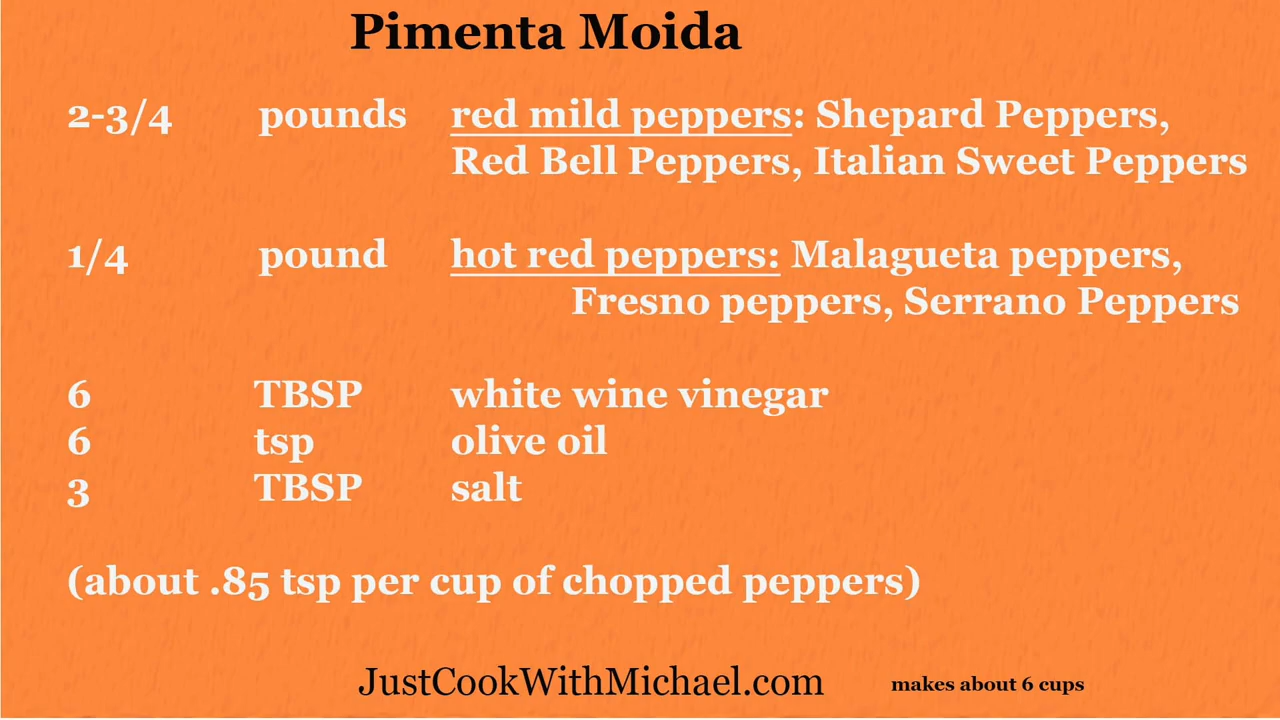 Pimenta Moida
2-3/4 pounds red mild peppers: Shepard Peppers,
Red Bell Peppers, Italian Sweet Peppers
1/4 pound hot red peppers: Malagueta peppers,
Fresno peppers, Serrano Peppers
6 TBSP white wine vinegar
6 tsp olive oil
3 TBSP salt
(about .85 tsp per cup of chopped peppers)
JustCookWithMichael.com makes about 6 cups